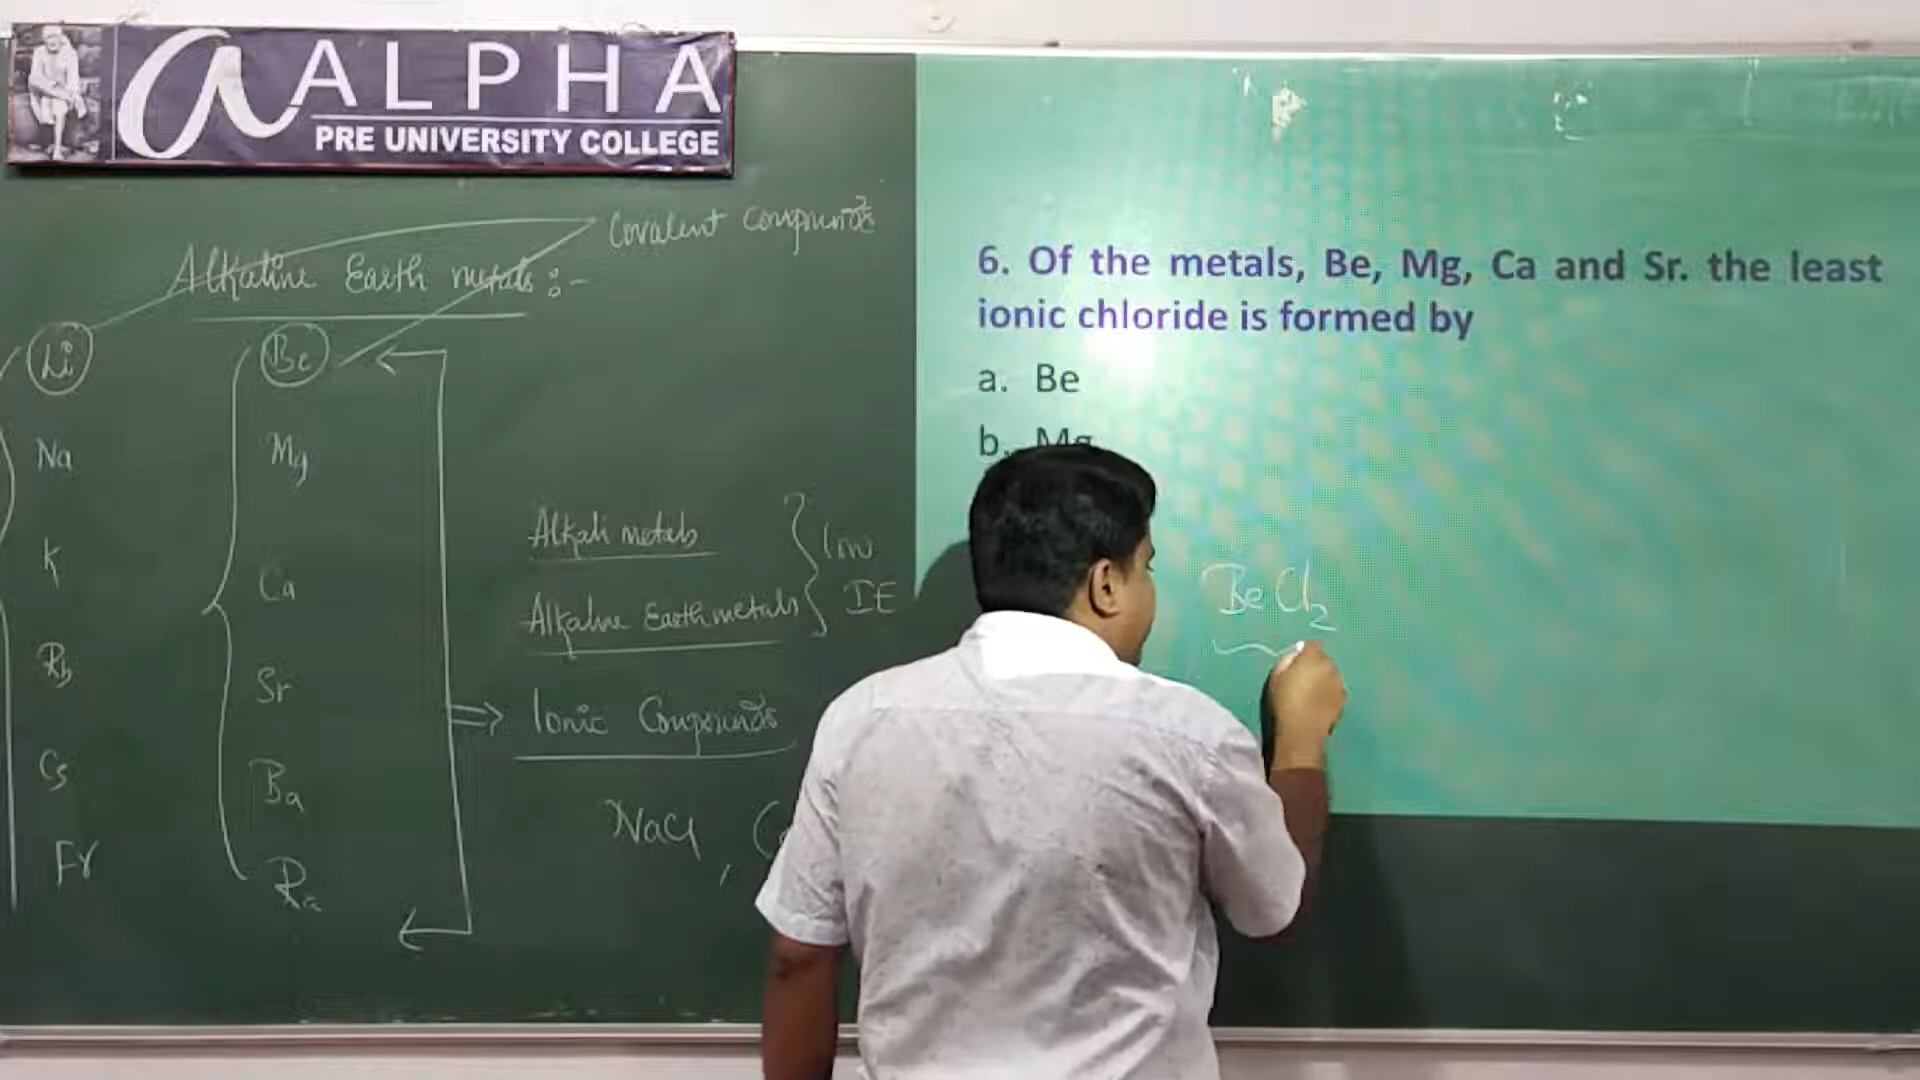 a ALPHA
PRE UNIVERSITY COLLEGE
Covalent compounds
Alkaline Earth metals :-
Li
Na
K
Rb
Cs
Fr
Be
Mg
Ca
Sr
Ba
Ra
Alkali metals
Alkaline Earth metals
low
IE
⇒ Ionic Compounds
NaCl ,
6. Of the metals, Be, Mg, Ca and Sr. the least
ionic chloride is formed by
a. Be
b. Mg
BeCl2